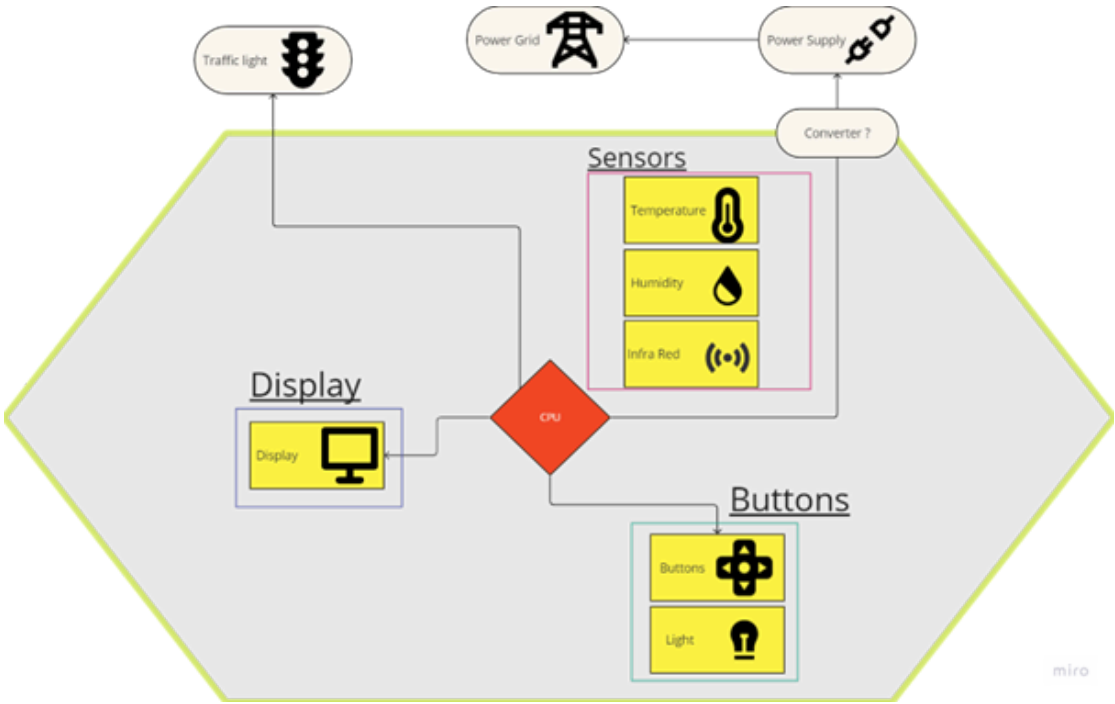 Power Grid
Power Supply
Traffic light
Converter ?
Sensors
Temperature
Humidity
Infra Red
Display
CPU
Display
Buttons
Buttons
Light
miro